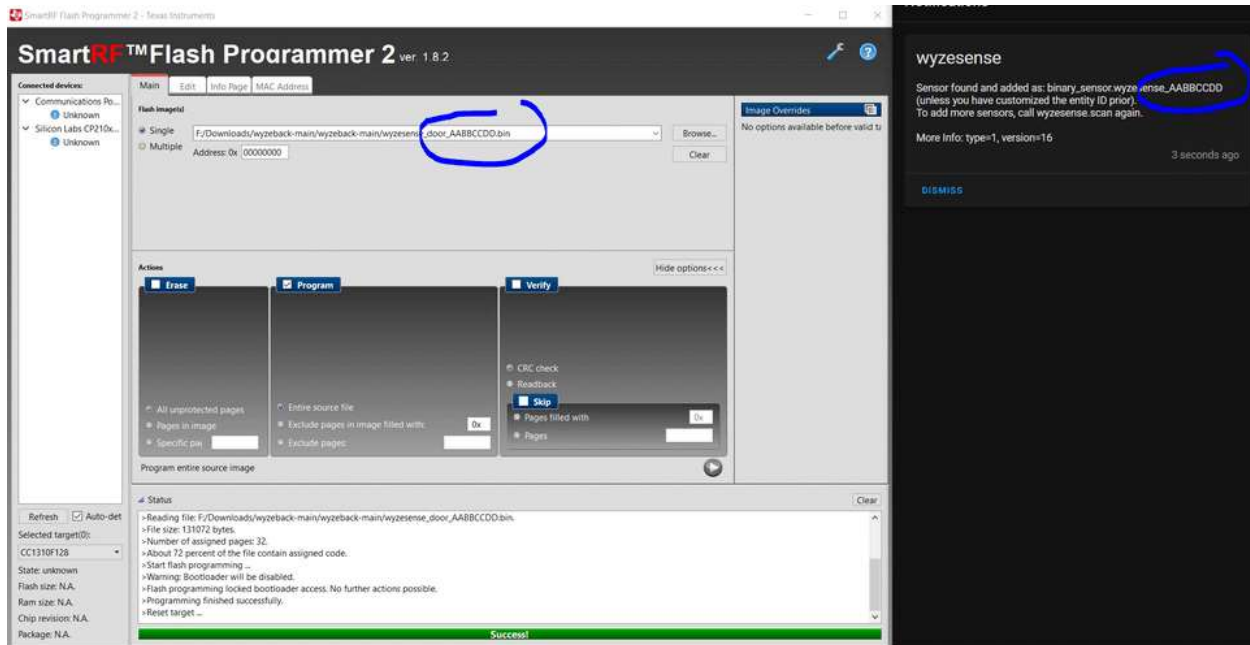 SmartRF Flash Programmer 2 - Texas Instruments
SmartRF™Flash Programmer 2 ver. 1.8.2
Connected devices:
Communications Po...
Unknown
Silicon Labs CP210x...
Unknown
Refresh Auto-det
Selected target(0):
CC1310F128
State: unknown
Flash size: N.A.
Ram size: N.A.
Chip revision: N.A.
Package: N.A.
Main Edit Info Page MAC Address
Flash image(s)
Single F:/Downloads/wyzeback-main/wyzeback-main/wyzesense_door_AABBCCDD.bin Browse...
Multiple Address: 0x 00000000 Clear
Image Overrides
No options available before valid ta
Actions Hide options<<<
Erase Program Verify
CRC check
Readback
All unprotected pages Entire source file Skip
Pages in image Exclude pages in image filled with: 0x Pages filled with 0x
Specific pa Exclude pages: Pages
Program entire source image
Status Clear
>Reading file: F:/Downloads/wyzeback-main/wyzeback-main/wyzesense_door_AABBCCDD.bin.
>File size: 131072 bytes.
>Number of assigned pages: 32.
>About 72 percent of the file contain assigned code.
>Start flash programming ...
>Warning: Bootloader will be disabled.
>Flash programming locked bootloader access. No further actions possible.
>Programming finished successfully.
>Reset target ...
Success!
wyzesense
Sensor found and added as: binary_sensor.wyzesense_AABBCCDD
(unless you have customized the entity ID prior).
To add more sensors, call wyzesense.scan again.
More Info: type=1, version=16
3 seconds ago
DISMISS